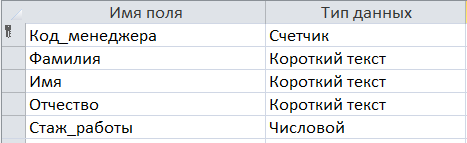 Имя поля Тип данных
Код_менеджера Счетчик
Фамилия Короткий текст
Имя Короткий текст
Отчество Короткий текст
Стаж_работы Числовой